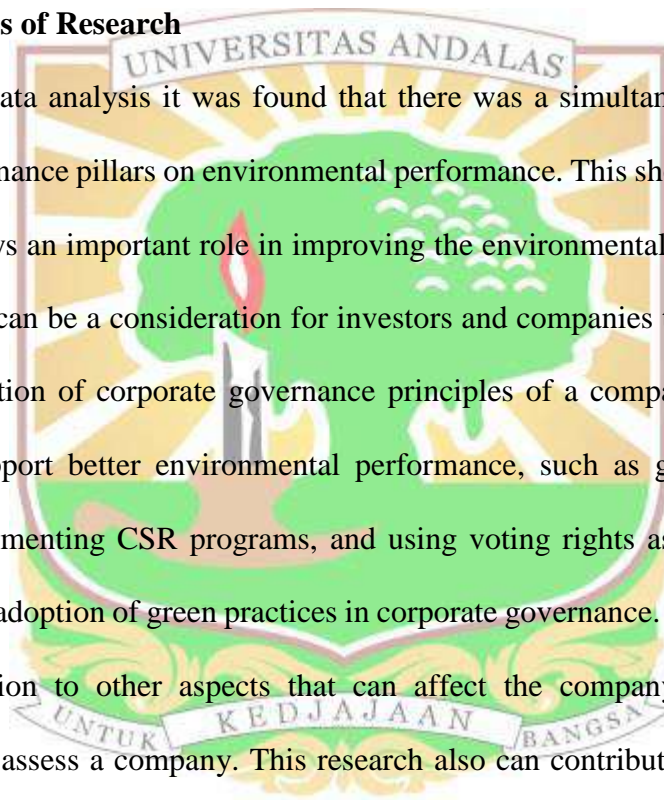 s of Research
UNIVERSITAS ANDALAS
ata analysis it was found that there was a simultan
nance pillars on environmental performance. This sh
ys an important role in improving the environmental
can be a consideration for investors and companies
tion of corporate governance principles of a compa
pport better environmental performance, such as g
menting CSR programs, and using voting rights as
adoption of green practices in corporate governance.
ion to other aspects that can affect the company
UNTUK KEDJAJAAN BANGSA
assess a company. This research also can contribut